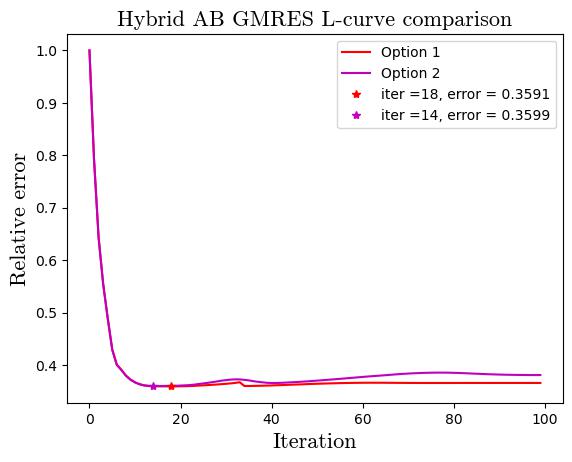 Hybrid AB GMRES L-curve comparison
Option 1
Option 2
iter =18, error = 0.3591
iter =14, error = 0.3599
Relative error
1.0
0.9
0.8
0.7
0.6
0.5
0.4
0 20 40 60 80 100
Iteration